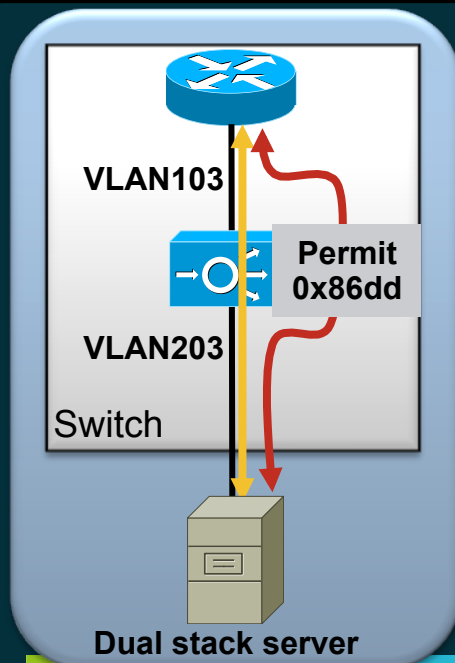 VLAN103
Permit
0x86dd
VLAN203
Switch
Dual stack server